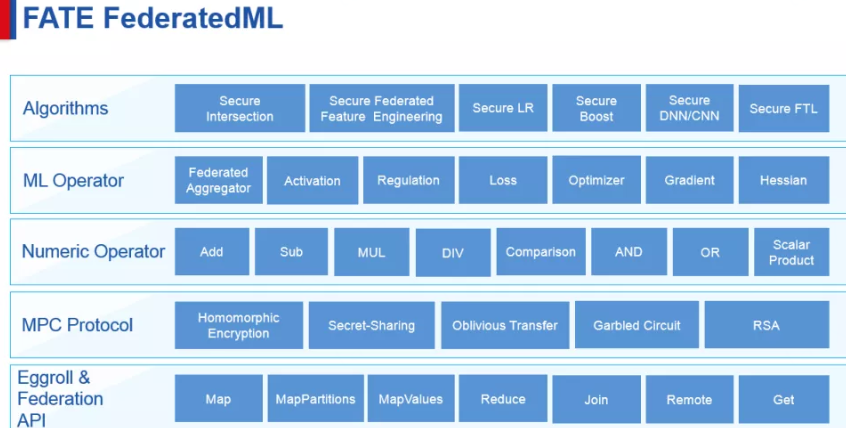 FATE FederatedML
Algorithms
Secure
Intersection
Secure Federated
Feature Engineering
Secure LR
Secure
Boost
Secure
DNN/CNN
Secure FTL
ML Operator
Federated
Aggregator
Activation
Regulation
Loss
Optimizer
Gradient
Hessian
Numeric Operator
Add
Sub
MUL
DIV
Comparison
AND
OR
Scalar
Product
MPC Protocol
Homomorphic
Encryption
Secret-Sharing
Oblivious Transfer
Garbled Circuit
RSA
Eggroll &
Federation
API
Map
MapPartitions
MapValues
Reduce
Join
Remote
Get